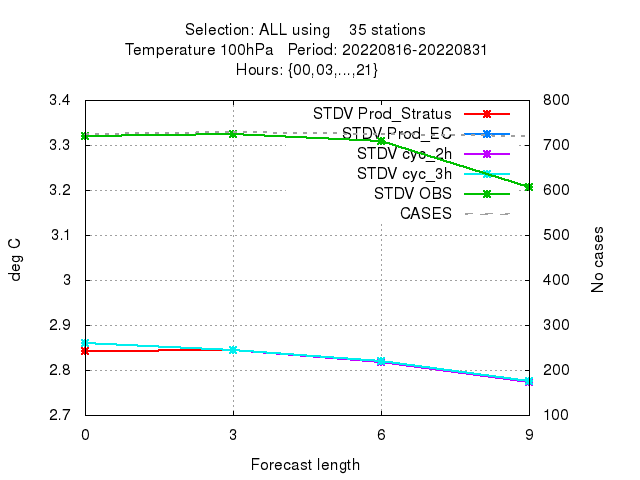 Selection: ALL using    35 stations
Temperature 100hPa   Period: 20220816-20220831
Hours: {00,03,...,21}
3.4
3.3
3.2
3.1
3
2.9
2.8
2.7
deg C
STDV Prod_Stratus
STDV Prod_EC
STDV cyc_2h
STDV cyc_3h
STDV OBS
CASES
800
700
600
500
400
300
200
100
No cases
0 3 6 9
Forecast length